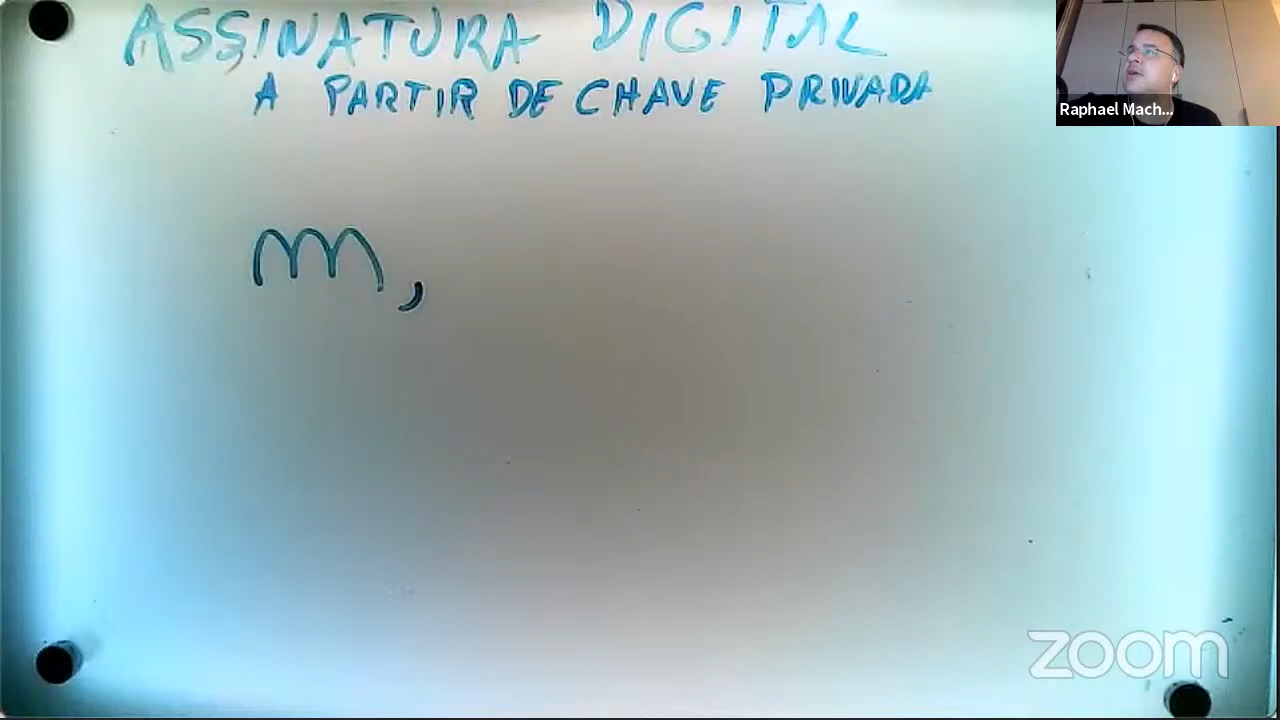 ASSINATURA DIGITAL
A PARTIR DE CHAVE PRIVADA
Raphael Mach...
m,
zoom